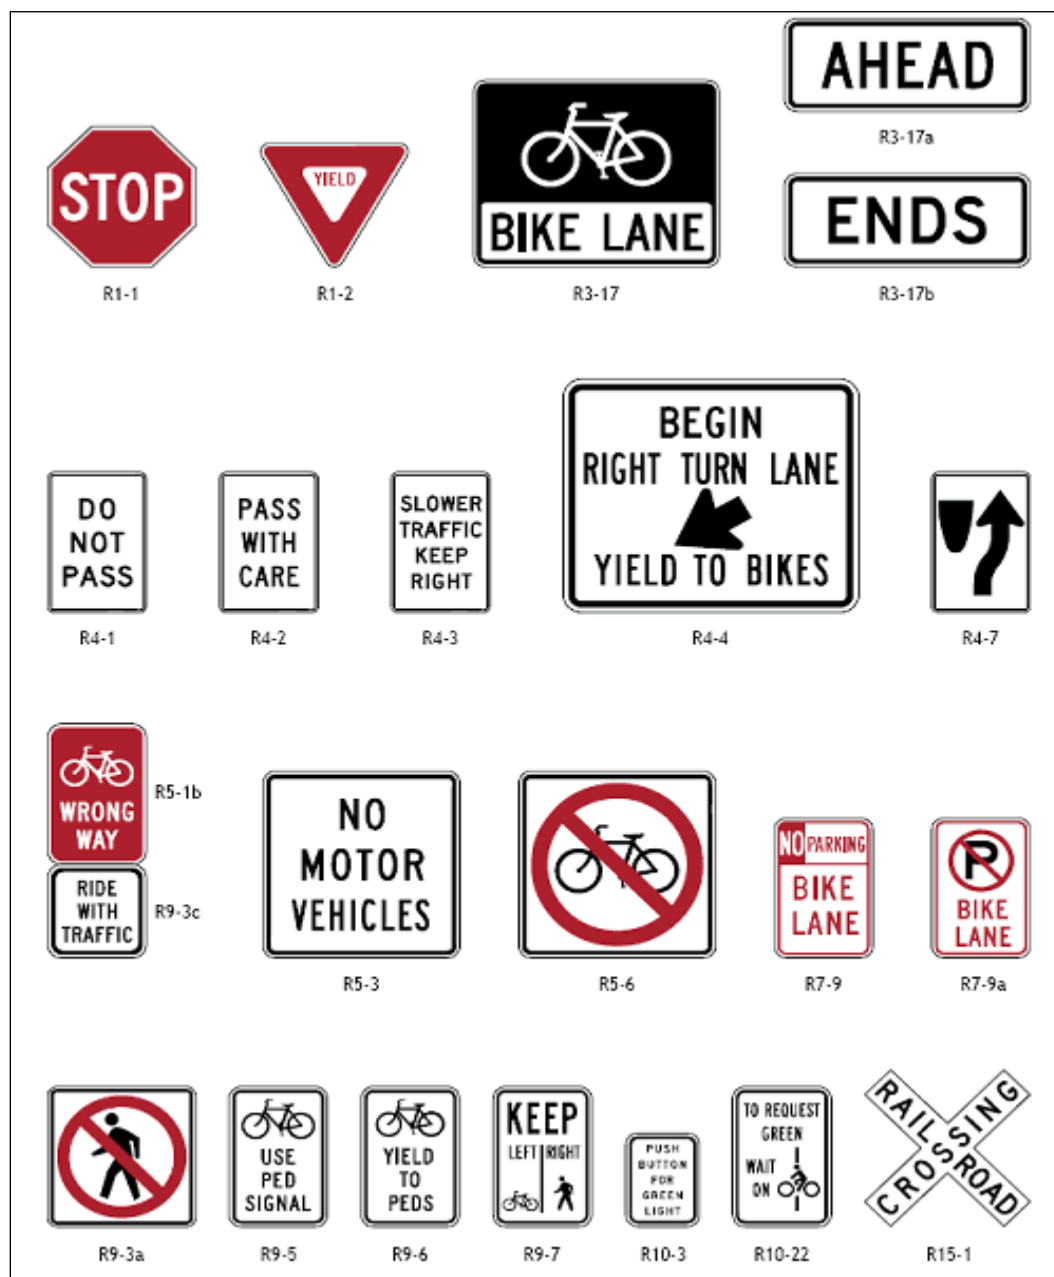 AHEAD
R3-17a
STOP
R1-1
YIELD
R1-2
BIKE LANE
R3-17
ENDS
R3-17b
DO
NOT
PASS
R4-1
PASS
WITH
CARE
R4-2
SLOWER
TRAFFIC
KEEP
RIGHT
R4-3
BEGIN
RIGHT TURN LANE
YIELD TO BIKES
R4-4
R4-7
WRONG
WAY
R5-1b
RIDE
WITH
TRAFFIC
R9-3c
NO
MOTOR
VEHICLES
R5-3
R5-6
NO PARKING
BIKE
LANE
R7-9
P
BIKE
LANE
R7-9a
R9-3a
USE
PED
SIGNAL
R9-5
YIELD
TO
PEDS
R9-6
KEEP
LEFT RIGHT
R9-7
PUSH
BUTTON
FOR
GREEN
LIGHT
R10-3
TO REQUEST
GREEN
WAIT
ON
R10-22
RAILROAD
CROSSING
R15-1